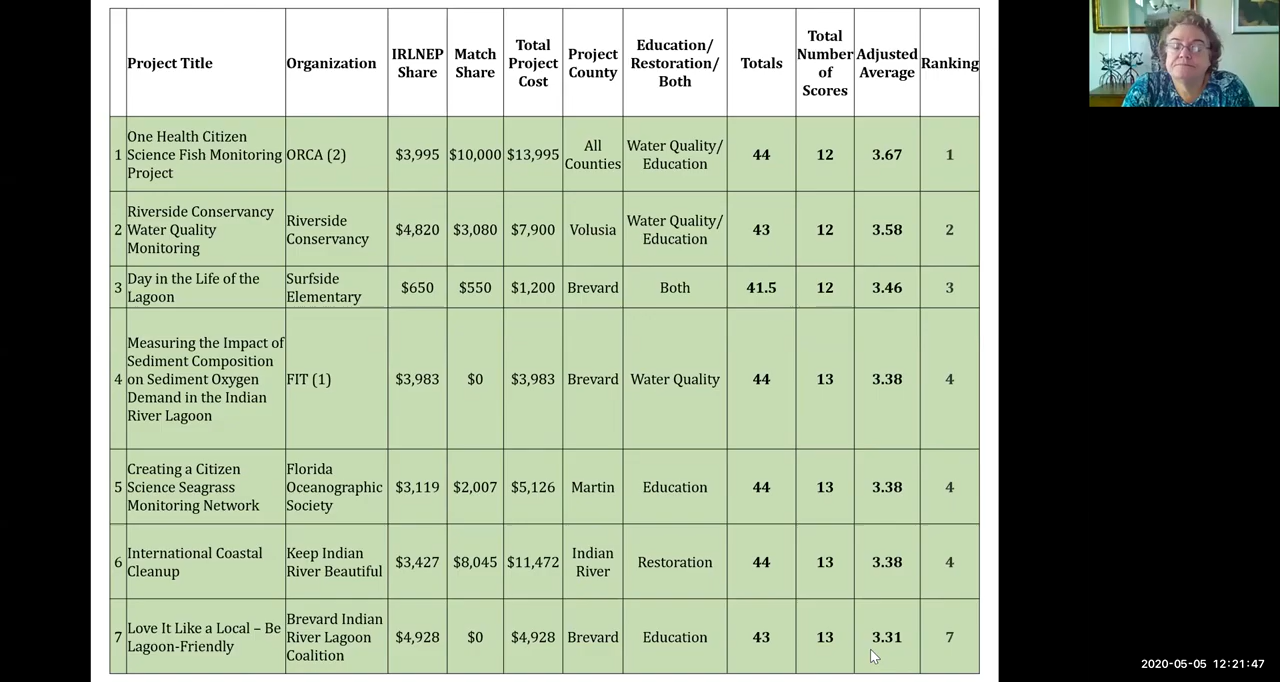 Project Title Organization IRLNEP Share Match Share Total Project Cost Project County Education/ Restoration/ Both Totals Total Number of Scores Adjusted Average Ranking
1 One Health Citizen Science Fish Monitoring Project ORCA (2) $3,995 $10,000 $13,995 All Counties Water Quality/ Education 44 12 3.67 1
2 Riverside Conservancy Water Quality Monitoring Riverside Conservancy $4,820 $3,080 $7,900 Volusia Water Quality/ Education 43 12 3.58 2
3 Day in the Life of the Lagoon Surfside Elementary $650 $550 $1,200 Brevard Both 41.5 12 3.46 3
4 Measuring the Impact of Sediment Composition on Sediment Oxygen Demand in the Indian River Lagoon FIT (1) $3,983 $0 $3,983 Brevard Water Quality 44 13 3.38 4
5 Creating a Citizen Science Seagrass Monitoring Network Florida Oceanographic Society $3,119 $2,007 $5,126 Martin Education 44 13 3.38 4
6 International Coastal Cleanup Keep Indian River Beautiful $3,427 $8,045 $11,472 Indian River Restoration 44 13 3.38 4
7 Love It Like a Local – Be Lagoon-Friendly Brevard Indian River Lagoon Coalition $4,928 $0 $4,928 Brevard Education 43 13 3.31 7
2020-05-05 12:21:47